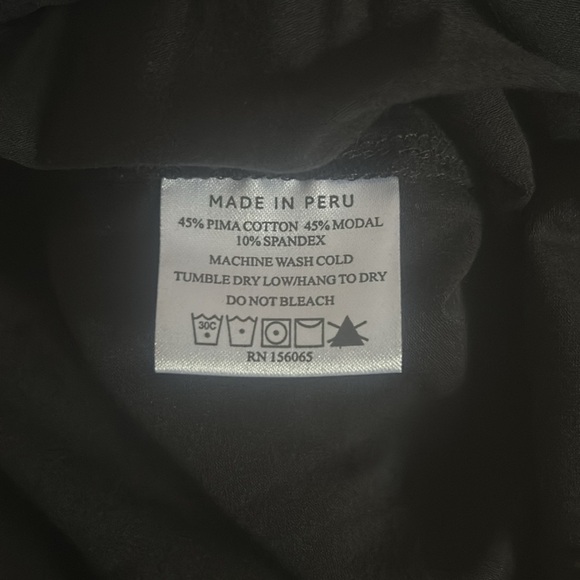 MADE IN PERU
45% PIMA COTTON 45% MODAL
10% SPANDEX
MACHINE WASH COLD
TUMBLE DRY LOW/HANG TO DRY
DO NOT BLEACH
30C
RN 156065